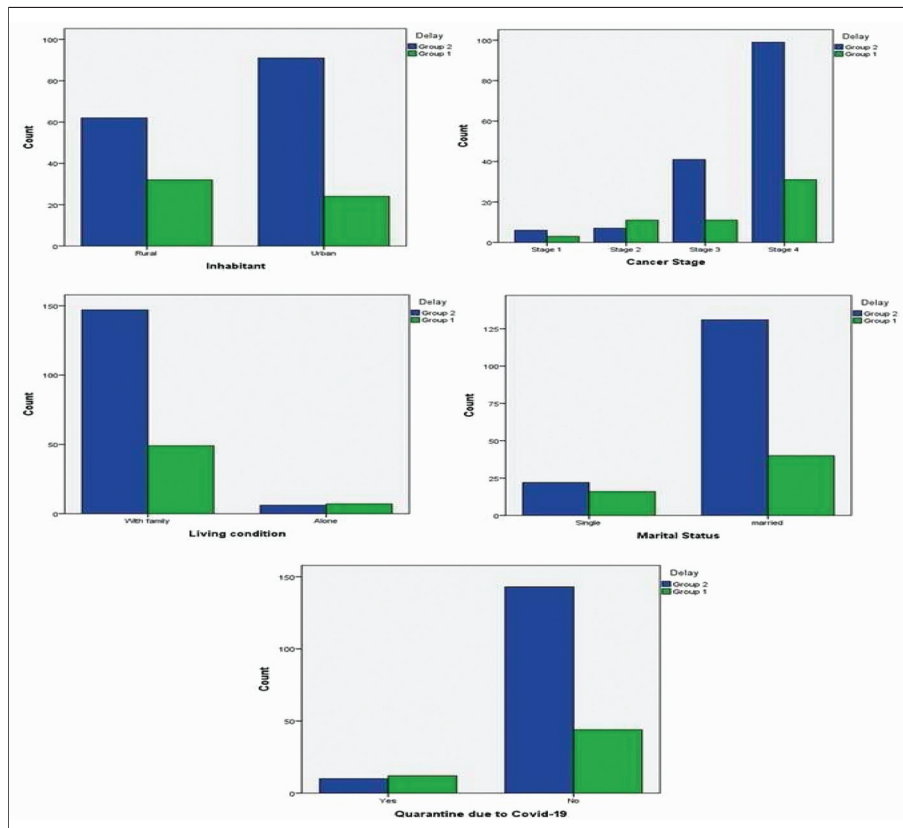 Delay
Group 2
Group 1
100
80
60
40
20
0
Count
Rural
Urban
Inhabitant
Delay
Group 2
Group 1
100
80
60
40
20
0
Count
Stage 1
Stage 2
Stage 3
Stage 4
Cancer Stage
Delay
Group 2
Group 1
150
100
50
0
Count
With family
Alone
Living condition
Delay
Group 2
Group 1
125
100
75
50
25
0
Count
Single
married
Marital Status
Delay
Group 2
Group 1
150
100
50
0
Count
Yes
No
Quarantine due to Covid-19